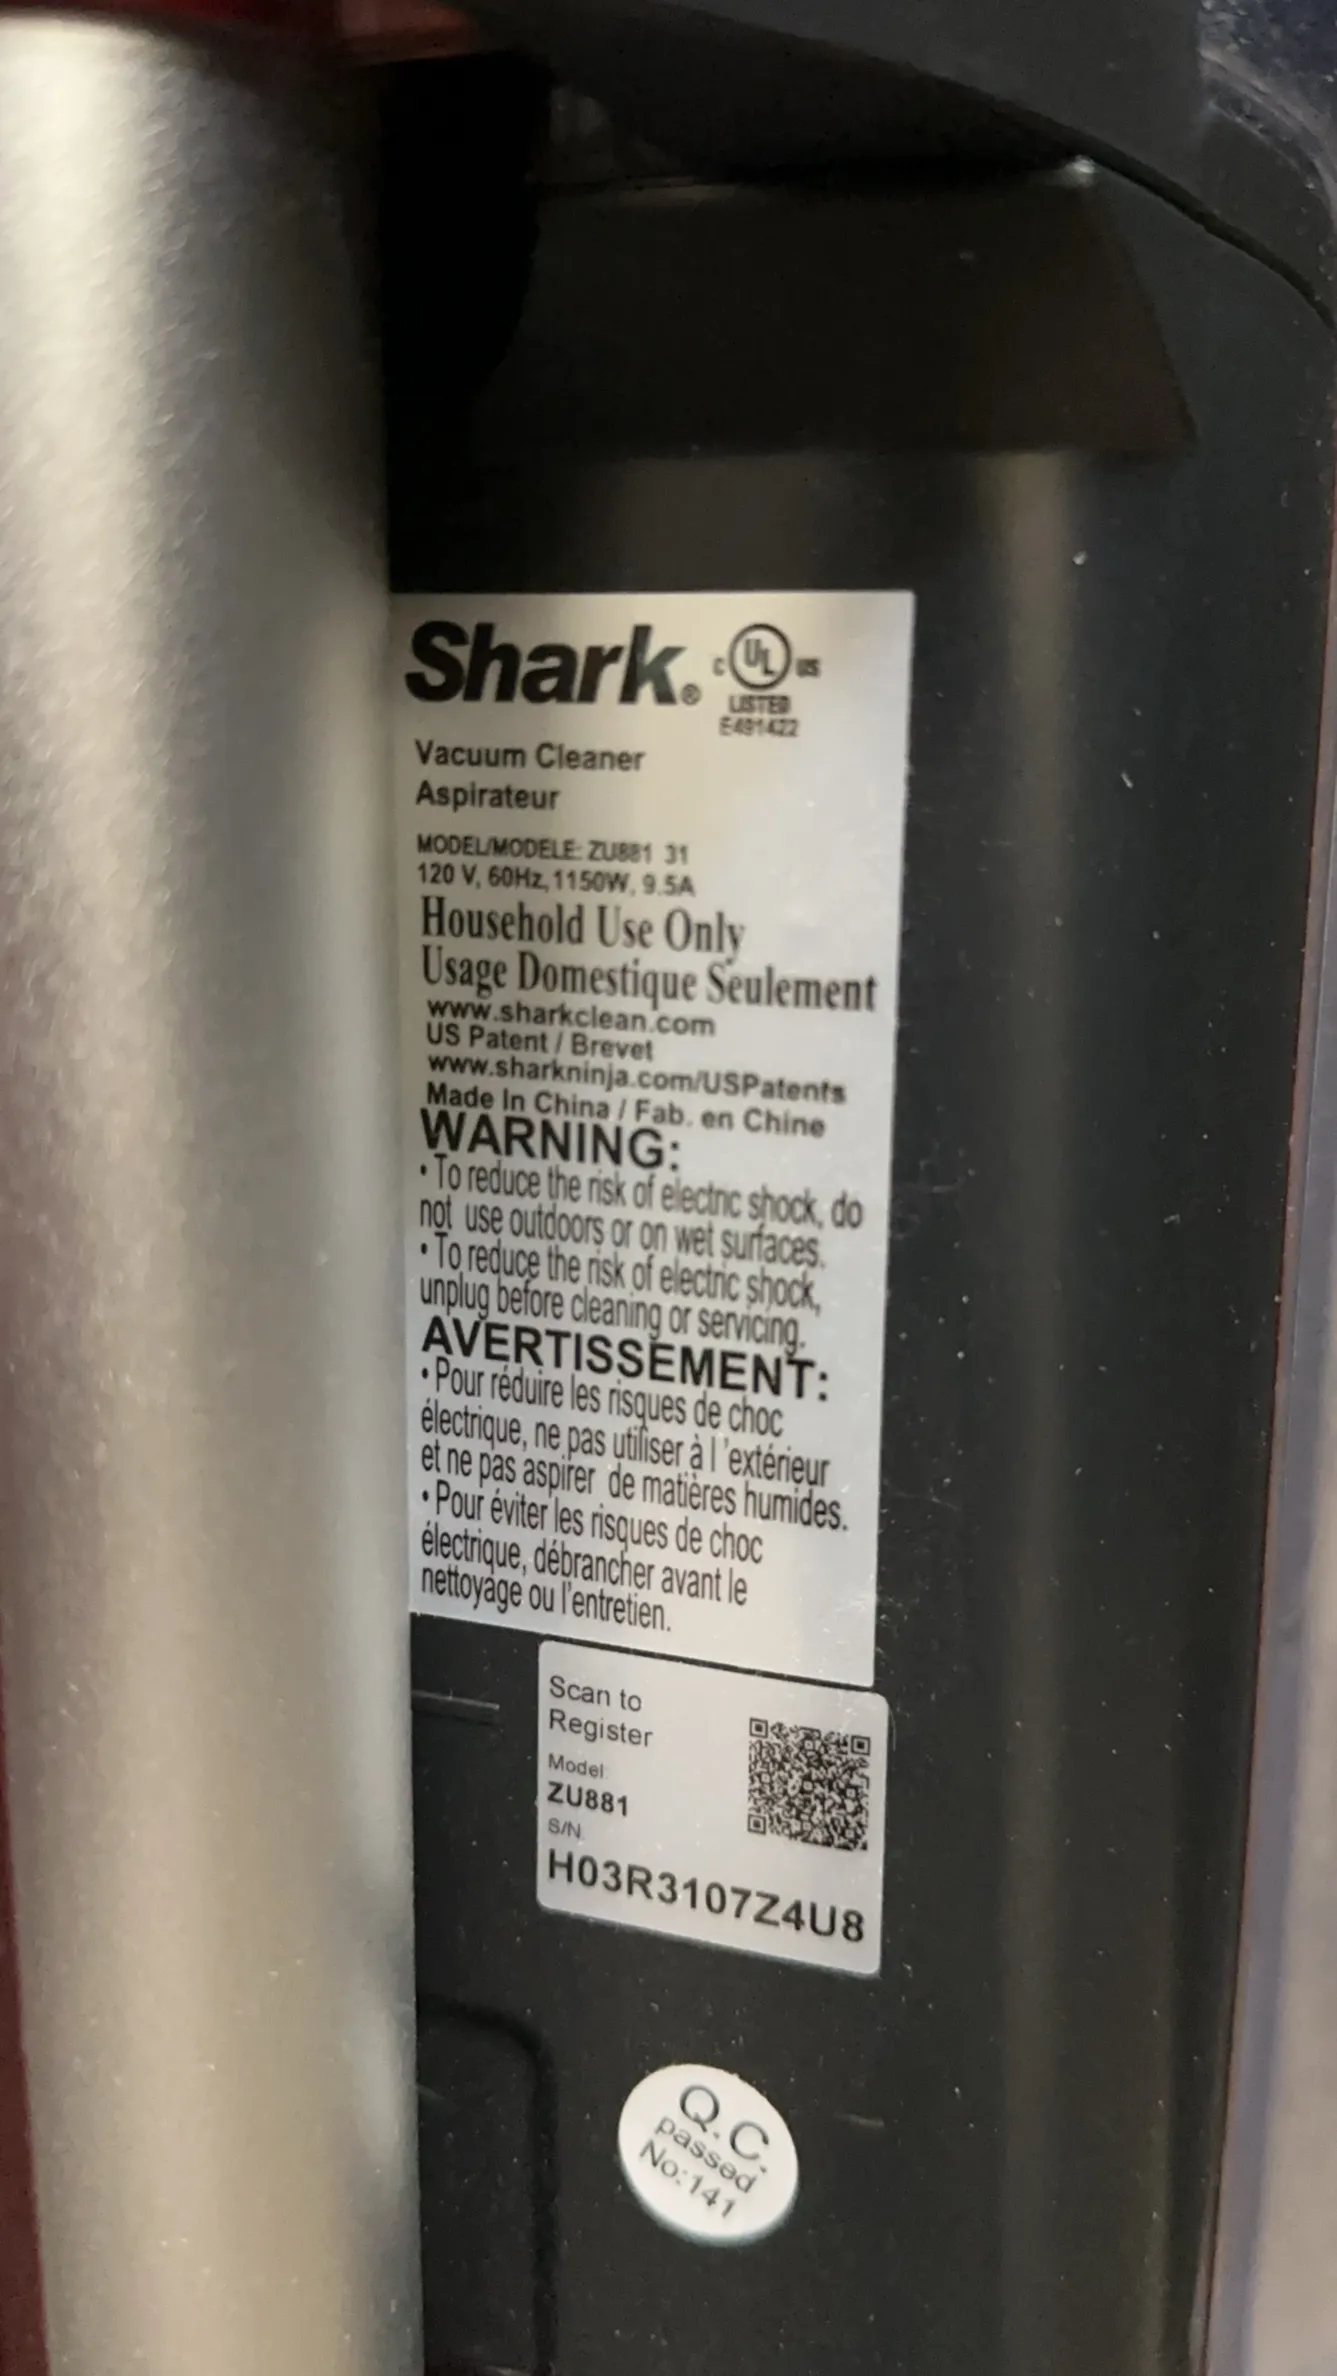 Shark®
C UL US
LISTED
E491422
Vacuum Cleaner
Aspirateur
MODEL/MODELE: ZU881 31
120 V, 60Hz, 1150W, 9.5A
Household Use Only
Usage Domestique Seulement
www.sharkclean.com
US Patent / Brevet
www.sharkninja.com/USPatents
Made In China / Fab. en Chine
WARNING:
• To reduce the risk of electric shock, do
not use outdoors or on wet surfaces.
• To reduce the risk of electric shock,
unplug before cleaning or servicing.
AVERTISSEMENT:
• Pour réduire les risques de choc
électrique, ne pas utiliser à l'extérieur
et ne pas aspirer de matières humides.
• Pour éviter les risques de choc
électrique, débrancher avant le
nettoyage ou l'entretien.
Scan to
Register
Model:
ZU881
S/N:
H03R3107Z4U8
Q.C.
passed
No:141